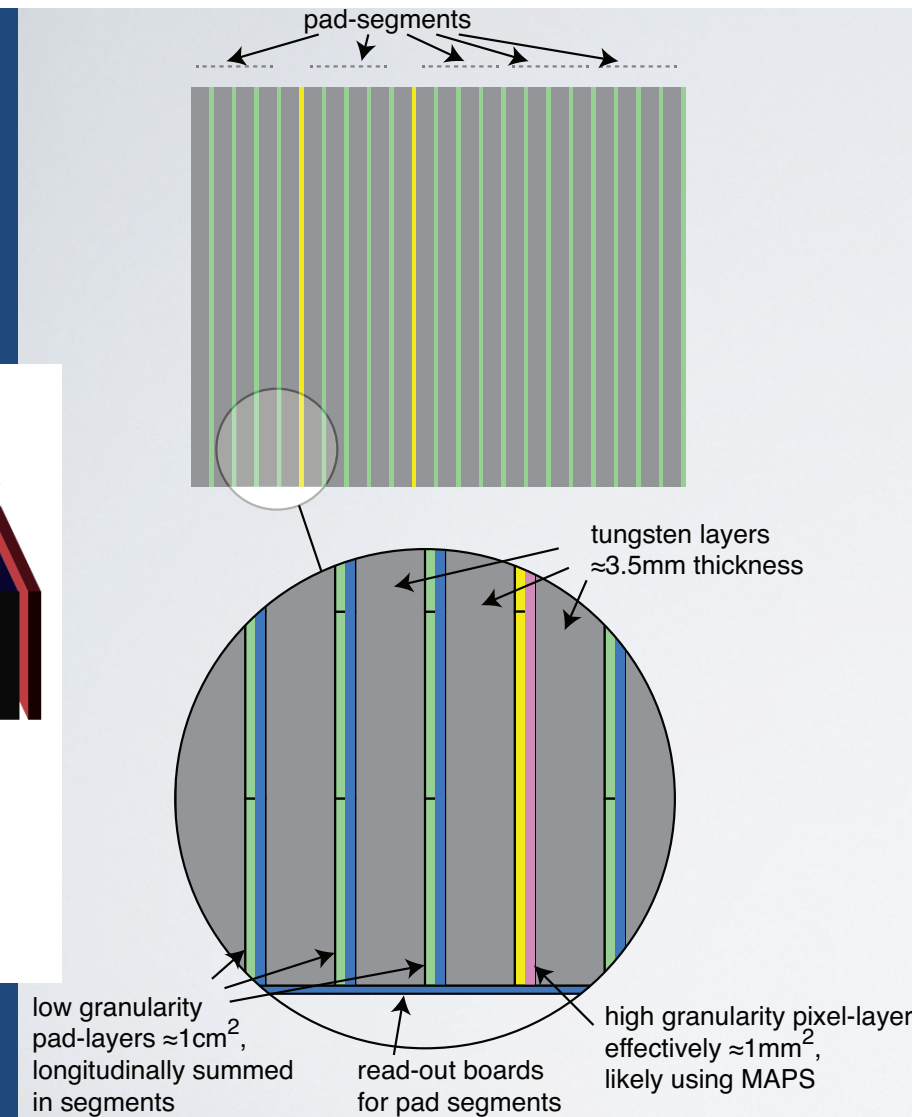 pad-segments
tungsten layers
≈3.5mm thickness
low granularity
pad-layers ≈1cm²,
longitudinally summed
in segments
read-out boards
for pad segments
high granularity pixel-layer
effectively ≈1mm²,
likely using MAPS